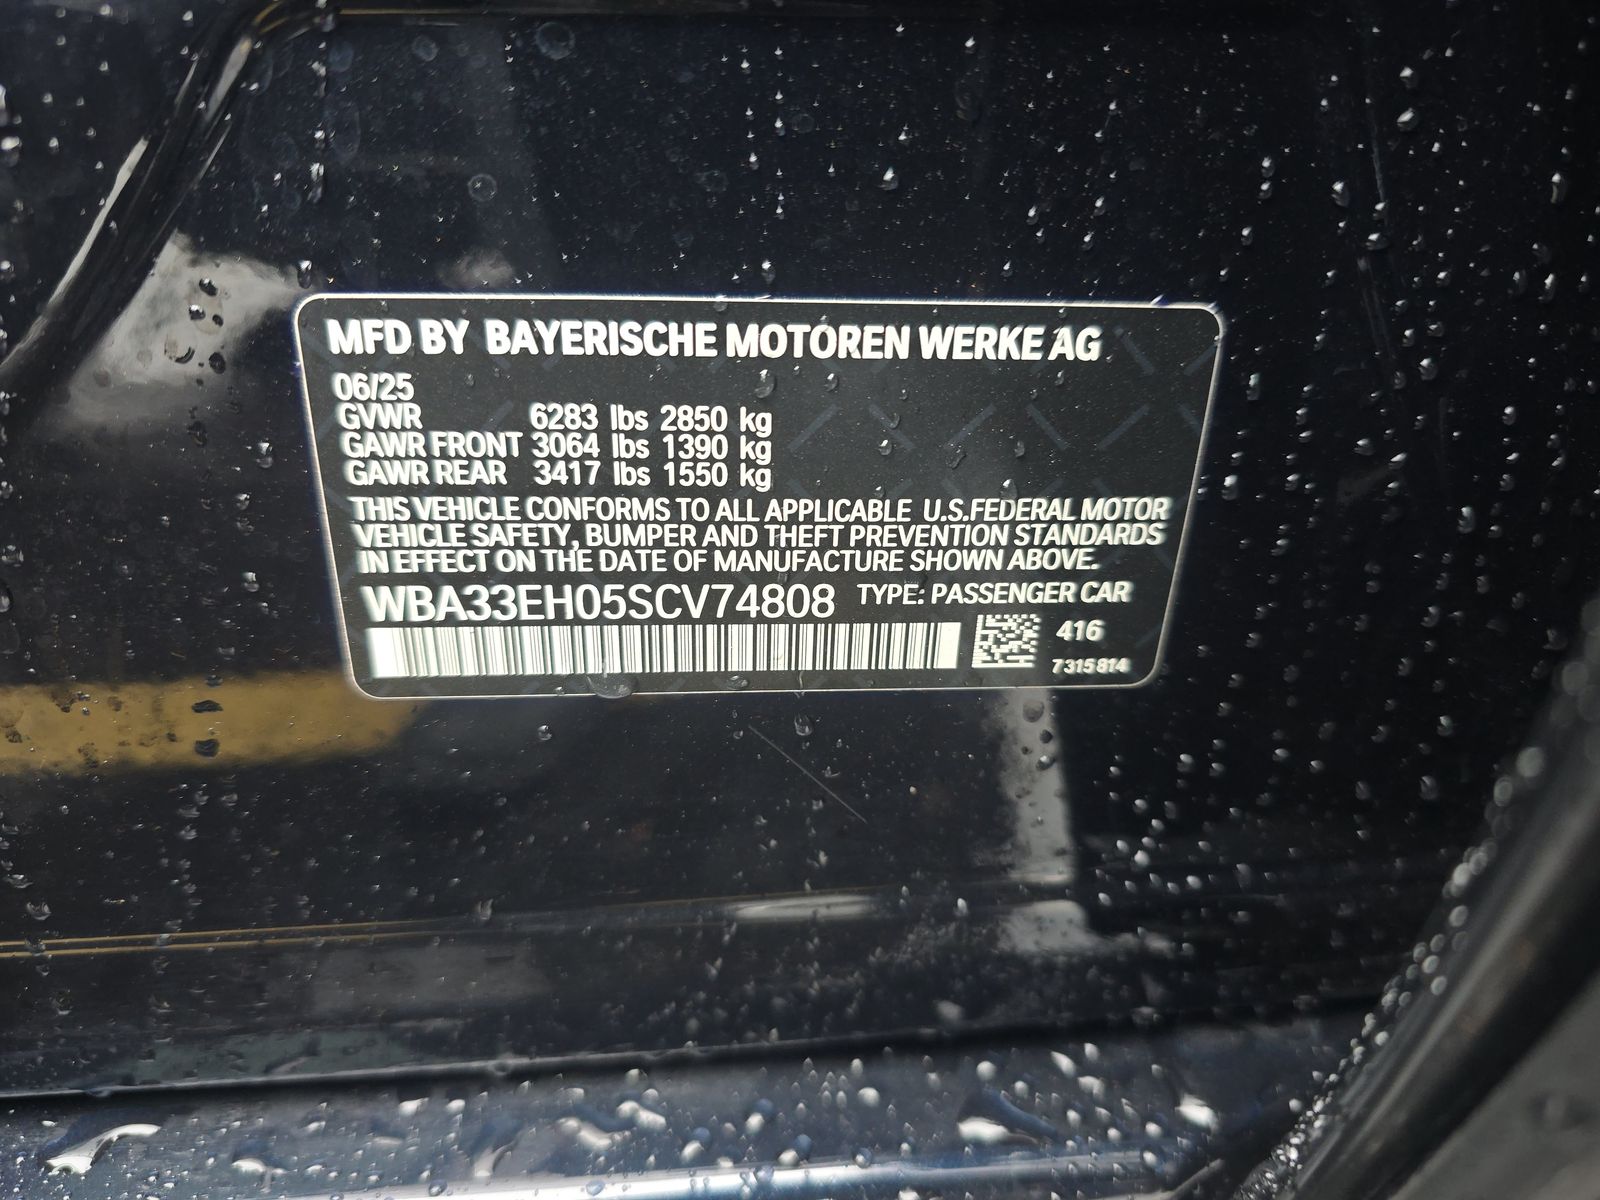 MFD BY BAYERISCHE MOTOREN WERKE AG
06/25
GVWR 6283 lbs 2850 kg
GAWR FRONT 3064 lbs 1390 kg
GAWR REAR 3417 lbs 1550 kg
THIS VEHICLE CONFORMS TO ALL APPLICABLE U.S.FEDERAL MOTOR
VEHICLE SAFETY, BUMPER AND THEFT PREVENTION STANDARDS
IN EFFECT ON THE DATE OF MANUFACTURE SHOWN ABOVE.
WBA33EH05SCV74808 TYPE: PASSENGER CAR
416
7315814